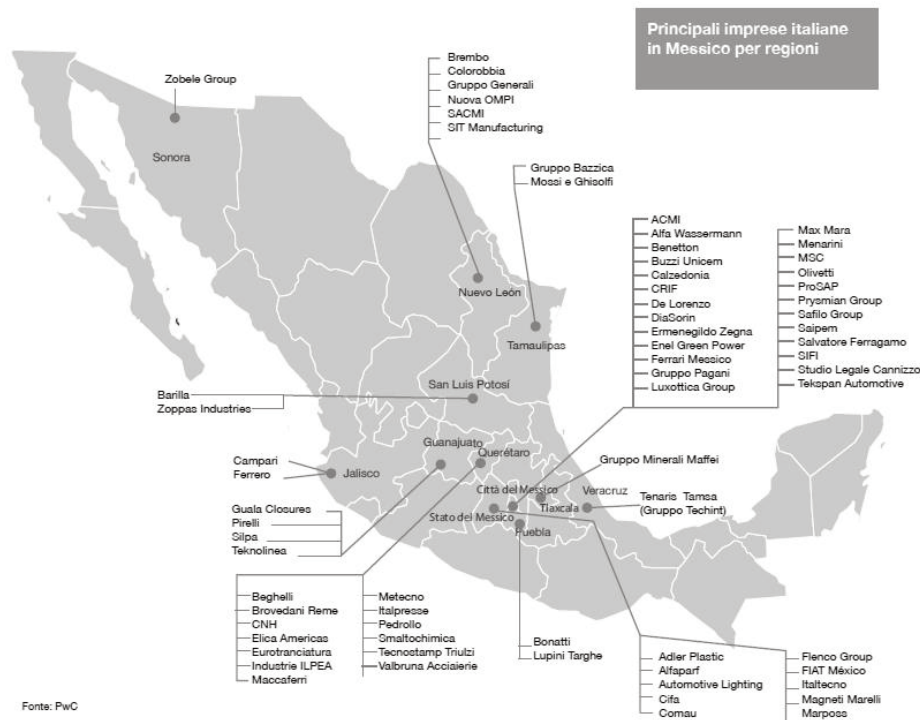 Principali imprese italiane
in Messico per regioni
Zobele Group
Sonora
Brembo
Colorobbia
Gruppo Generali
Nuova OMPI
SACMI
SIT Manufacturing
Nuevo León
Gruppo Bazzica
Mossi e Ghisolfi
Tamaulipas
ACMI
Alfa Wassermann
Benetton
Buzzi Unicem
Calzedonia
CRIF
De Lorenzo
DiaSorin
Ermenegildo Zegna
Enel Green Power
Ferrari Messico
Gruppo Pagani
Luxottica Group
Max Mara
Menarini
MSC
Olivetti
ProSAP
Prysmian Group
Safilo Group
Saipem
Salvatore Ferragamo
SIFI
Studio Legale Cannizzo
Tekspan Automotive
San Luis Potosí
Barilla
Zoppas Industries
Guanajuato
Querétaro
Campari
Ferrero
Jalisco
Città del Messico
Gruppo Minerali Maffei
Tlaxcala
Veracruz
Tenaris Tamsa
(Gruppo Techint)
Stato del Messico
Puebla
Guala Closures
Pirelli
Silpa
Teknolinea
Beghelli
Brovedani Reme
CNH
Elica Americas
Eurotranciatura
Industrie ILPEA
Maccaferri
Metecno
Italpresse
Pedrollo
Smaltochimica
Tecnostamp Triulzi
Valbruna Acciaierie
Bonatti
Lupini Targhe
Adler Plastic
Alfaparf
Automotive Lighting
Cifa
Comau
Flenco Group
FIAT México
Italtecno
Magneti Marelli
Marposs
Fonte: PwC